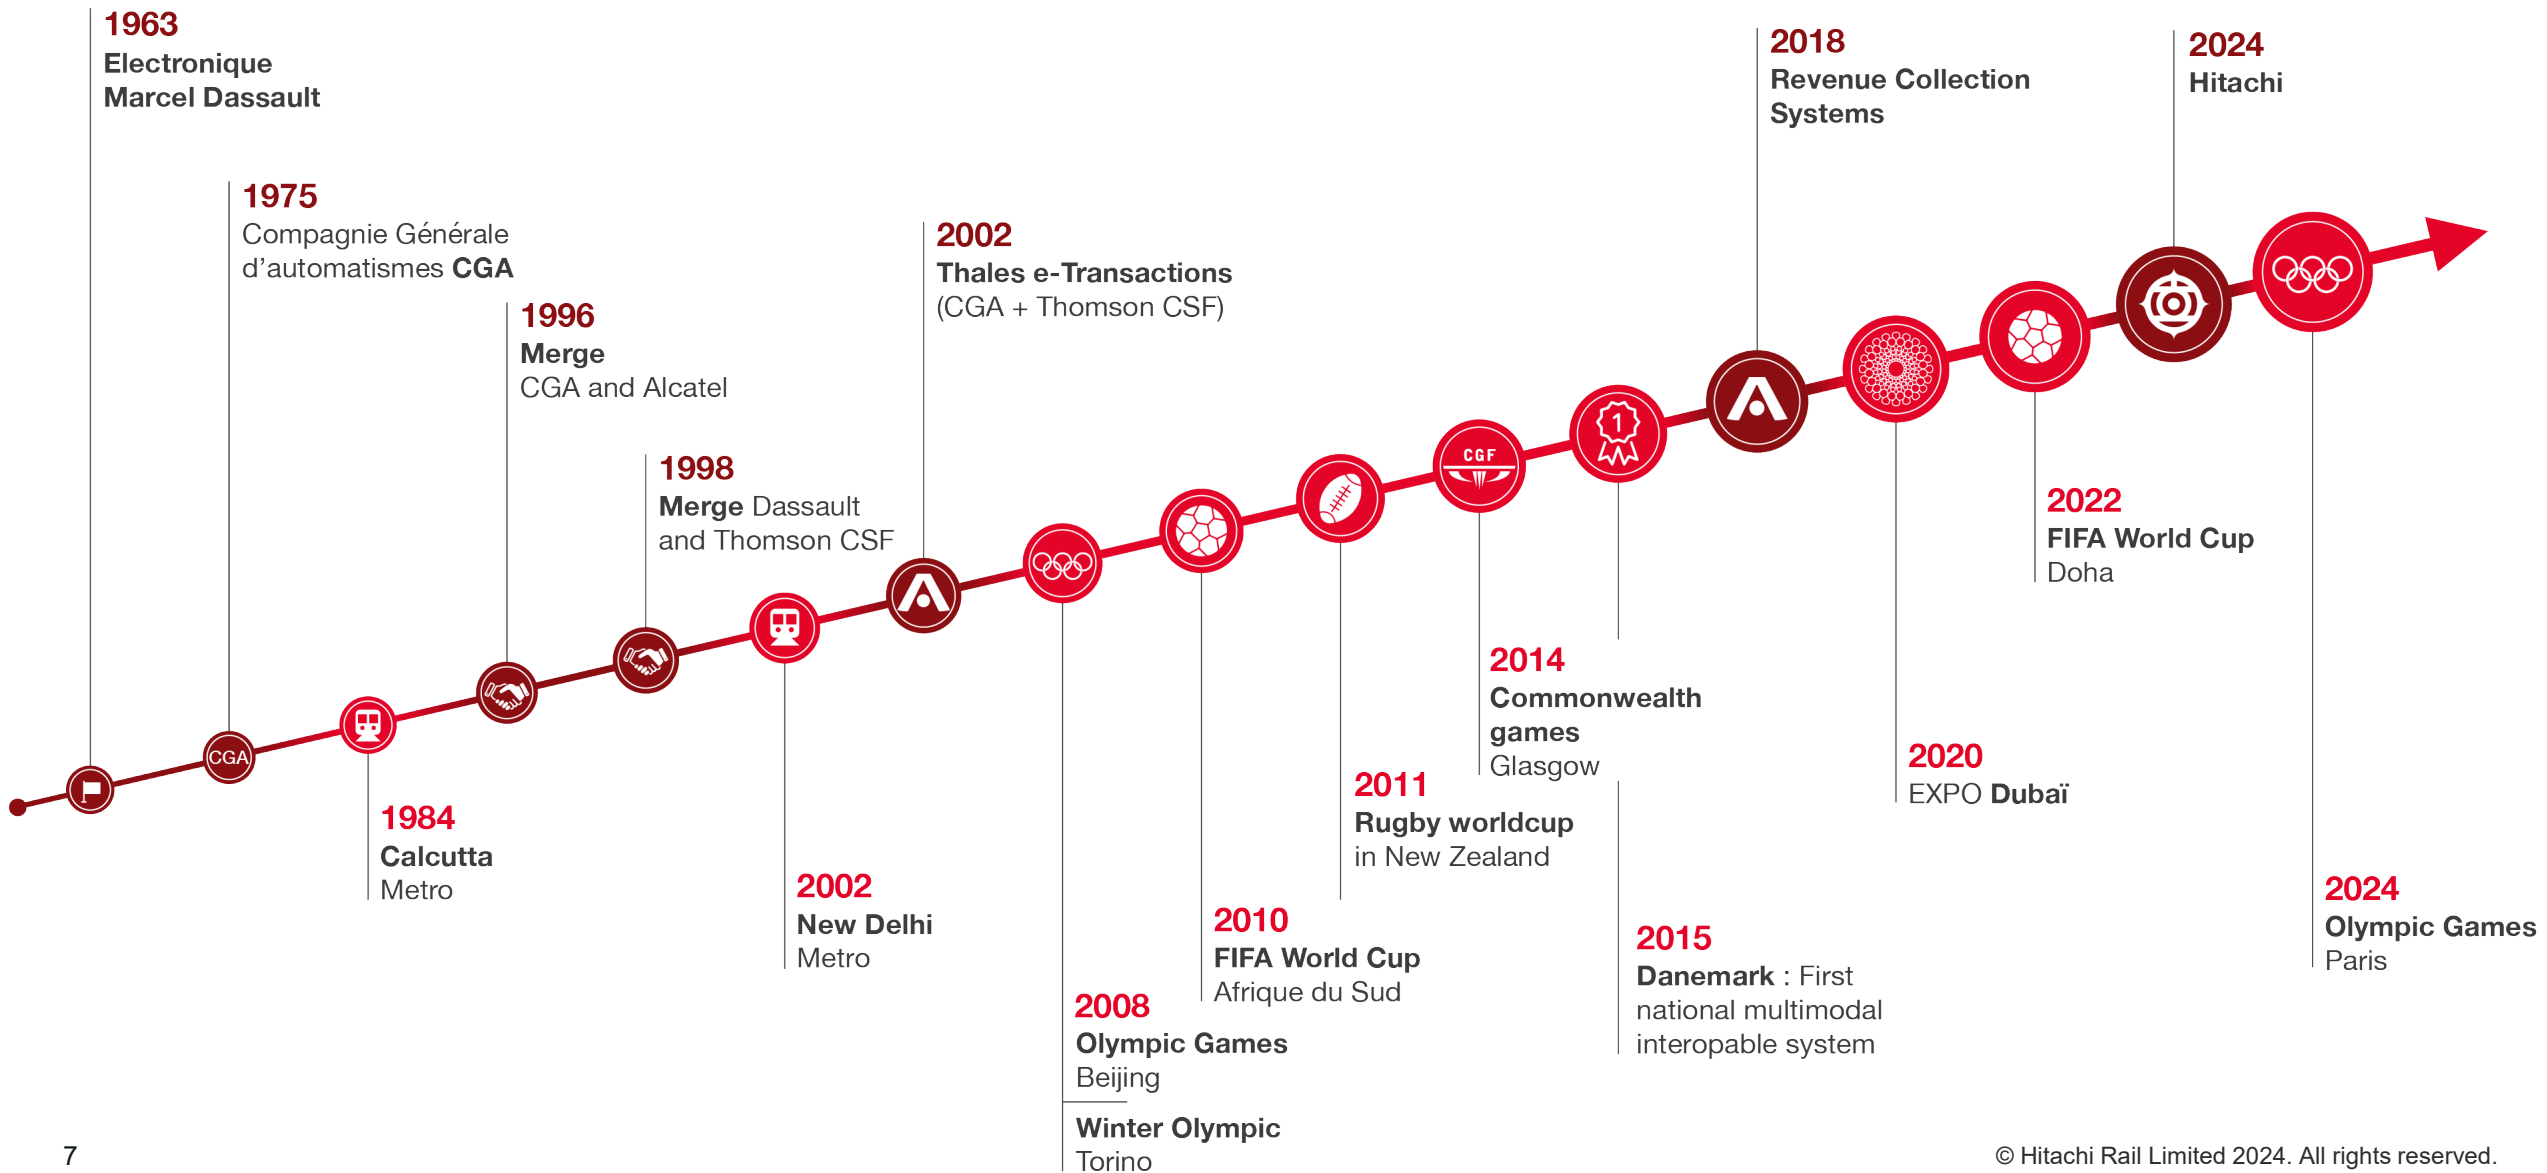 1963
Electronique
Marcel Dassault
1975
Compagnie Générale
d’automatismes CGA
1996
Merge
CGA and Alcatel
1998
Merge Dassault
and Thomson CSF
2002
Thales e-Transactions
(CGA + Thomson CSF)
2018
Revenue Collection
Systems
2024
Hitachi
CGA
CGF
1
1984
Calcutta
Metro
2002
New Delhi
Metro
2008
Olympic Games
Beijing
Winter Olympic
Torino
2010
FIFA World Cup
Afrique du Sud
2011
Rugby worldcup
in New Zealand
2014
Commonwealth
games
Glasgow
2015
Danemark : First
national multimodal
interopable system
2020
EXPO Dubaï
2022
FIFA World Cup
Doha
2024
Olympic Games
Paris
7
© Hitachi Rail Limited 2024. All rights reserved.